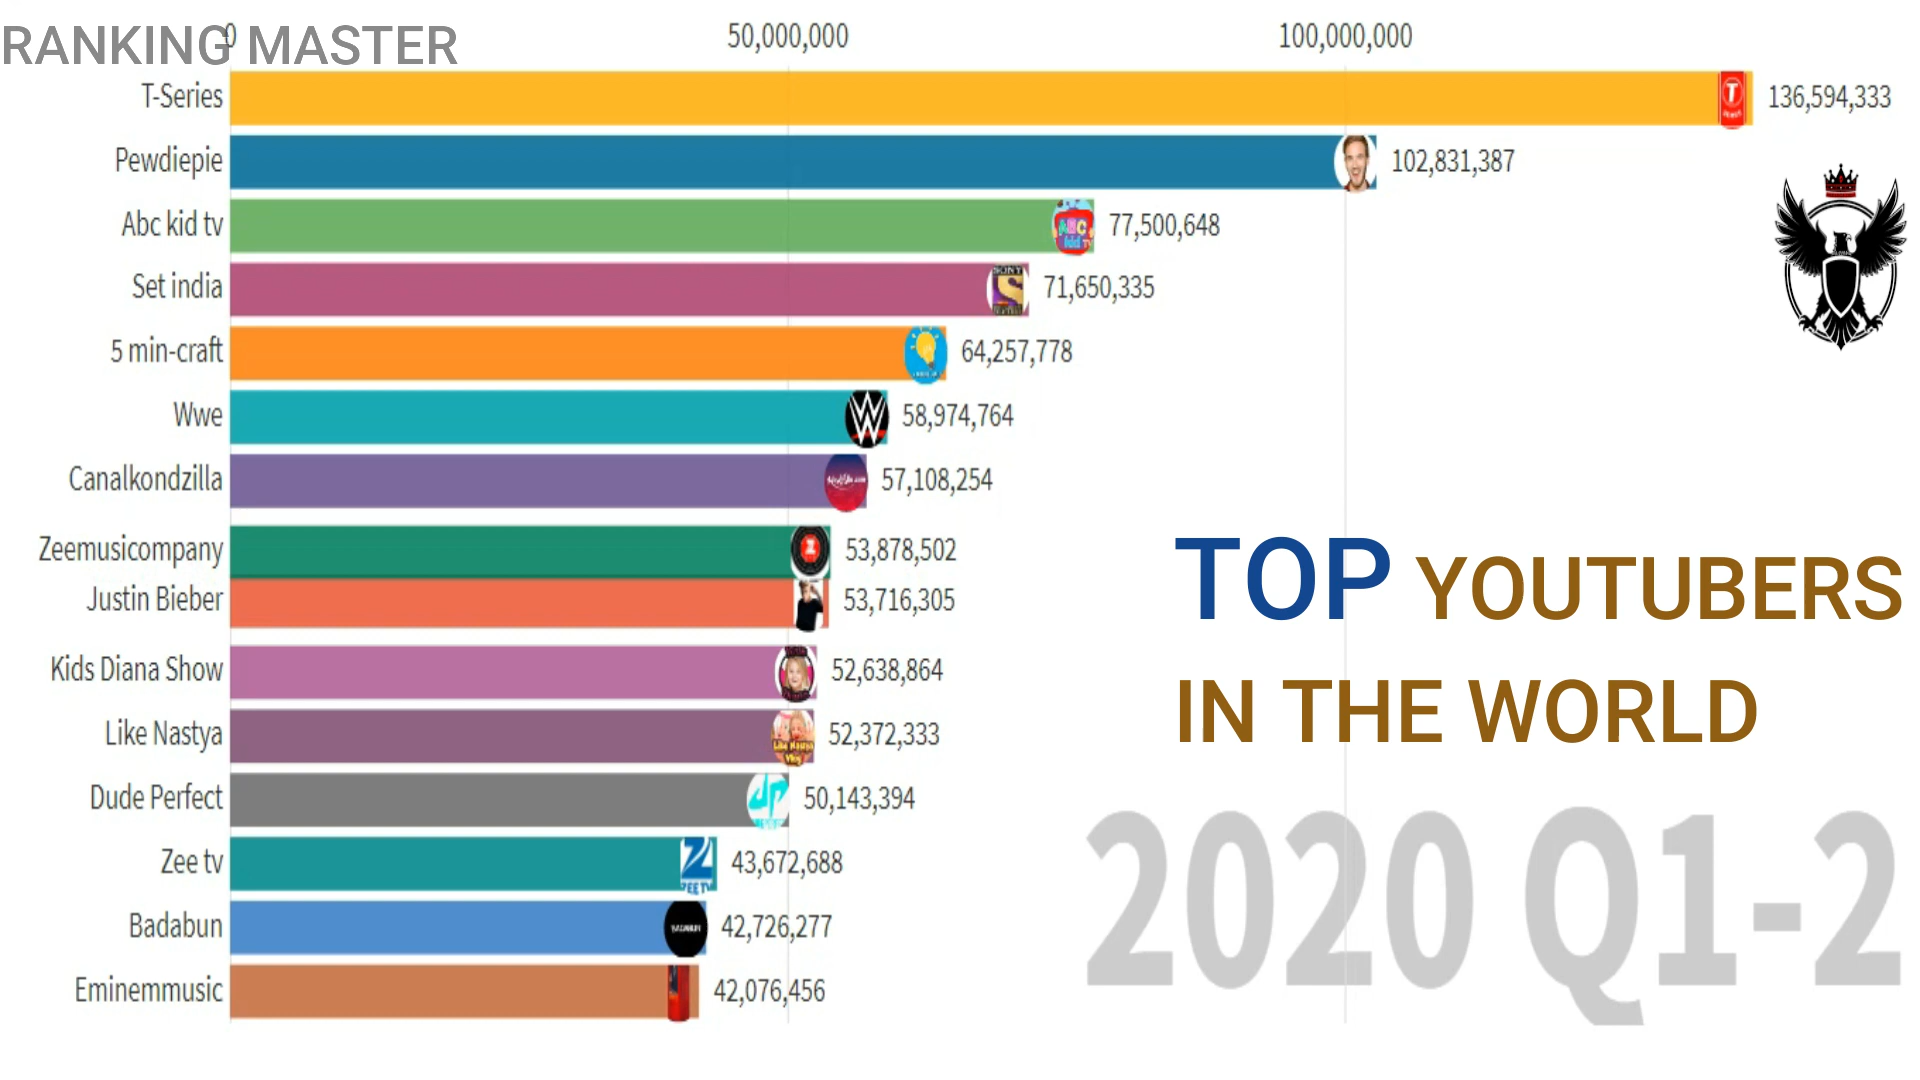 RANKING MASTER
0 50,000,000 100,000,000
T-Series 136,594,333
Pewdiepie 102,831,387
Abc kid tv 77,500,648
Set india 71,650,335
5 min-craft 64,257,778
Wwe 58,974,764
Canalkondzilla 57,108,254
Zeemusicompany 53,878,502
Justin Bieber 53,716,305
Kids Diana Show 52,638,864
Like Nastya 52,372,333
Dude Perfect 50,143,394
Zee tv 43,672,688
Badabun 42,726,277
Eminemmusic 42,076,456
TOP YOUTUBERS
IN THE WORLD
2020 Q1-2